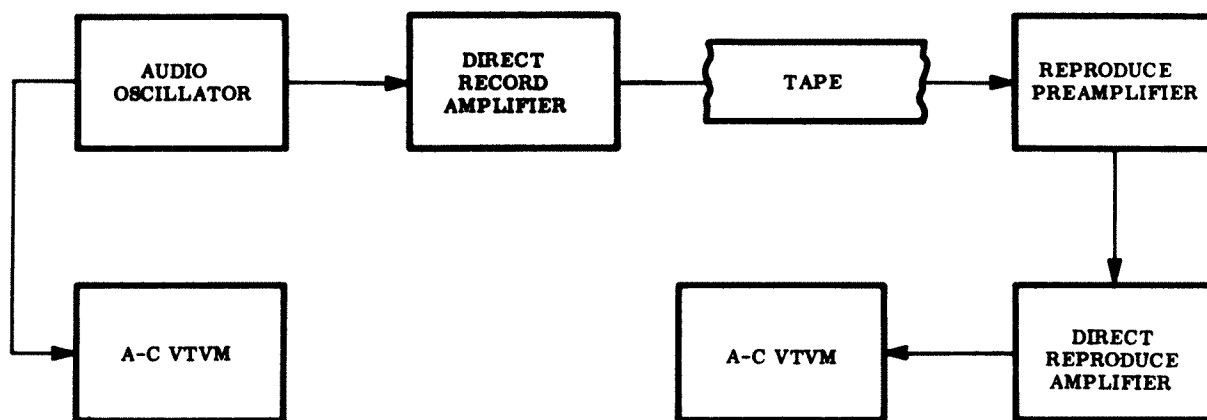 AUDIO
OSCILLATOR
DIRECT
RECORD
AMPLIFIER
TAPE
REPRODUCE
PREAMPLIFIER
A-C VTVM
A-C VTVM
DIRECT
REPRODUCE
AMPLIFIER